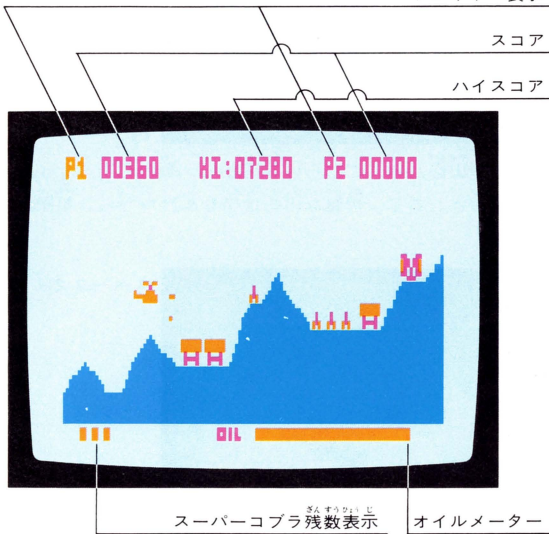 スコア
ハイスコア
P1 00360 HI:07280 P2 00000
OIL
ざんすうひょうじ
スーパーコブラ残数表示
オイルメーター